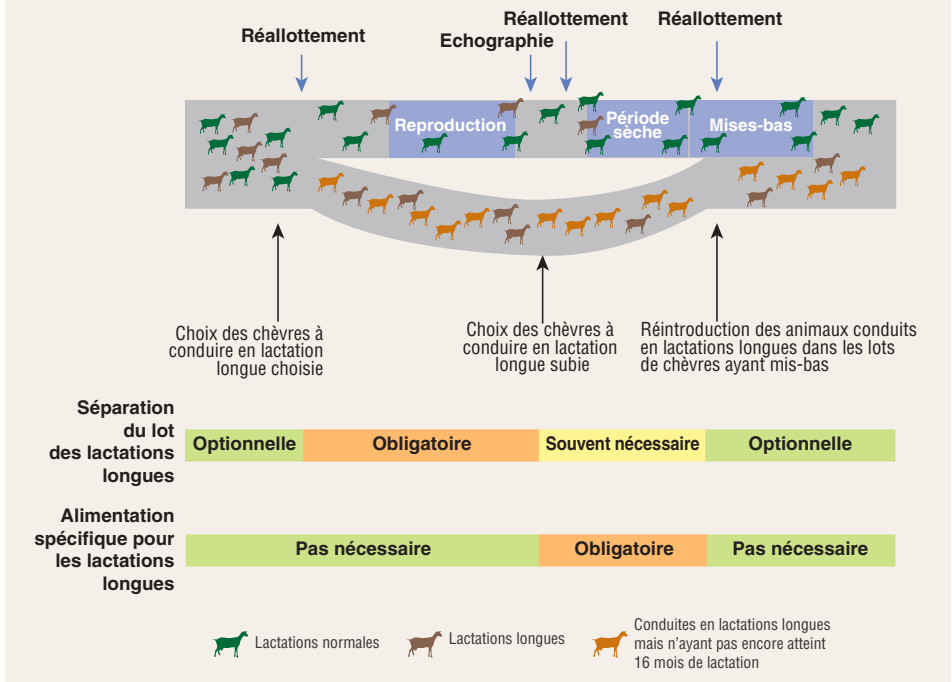 Réallottement
Réallottement
Echographie
Réallottement
Reproduction
Période
sèche
Mises-bas
Choix des chèvres à
conduire en lactation
longue choisie
Choix des chèvres à
conduire en lactation
longue subie
Réintroduction des animaux conduits
en lactations longues dans les lots
de chèvres ayant mis-bas
Séparation
du lot
des lactations
longues
Optionnelle
Obligatoire
Souvent nécessaire
Optionnelle
Alimentation
spécifique pour
les lactations
longues
Pas nécessaire
Obligatoire
Pas nécessaire
Lactations normales
Lactations longues
Conduites en lactations longues
mais n'ayant pas encore atteint
16 mois de lactation